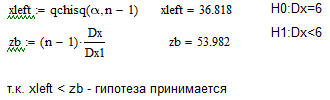 xleft := qchisq(α,n − 1) xleft = 36.818 H0:Dx=6
zb := (n − 1)·Dx/Dx1 zb = 53.982 H1:Dx<6
т.к. xleft < zb - гипотеза принимается